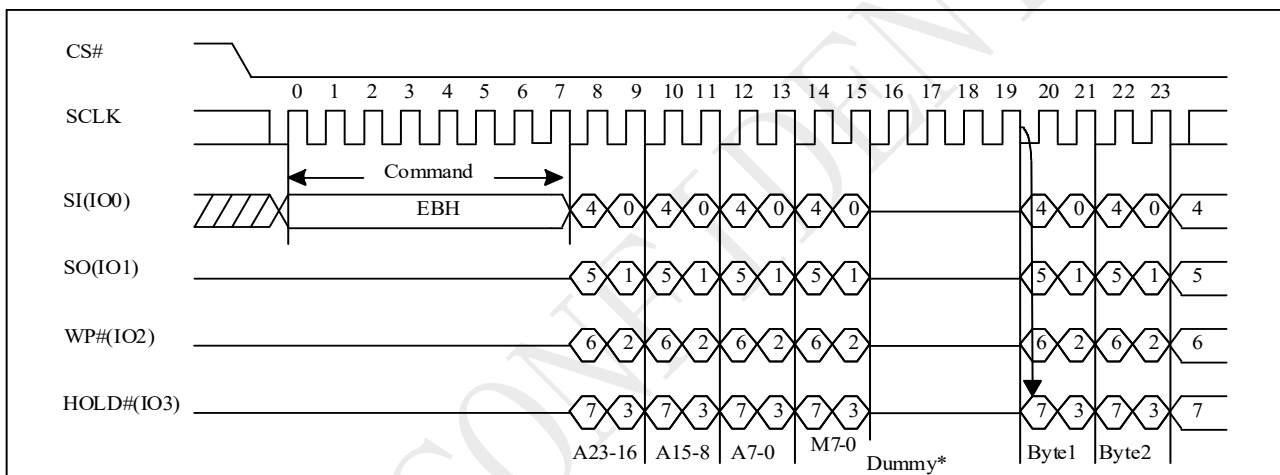 CS#
0 1 2 3 4 5 6 7 8 9 10 11 12 13 14 15 16 17 18 19 20 21 22 23
SCLK
Command
SI(IO0) EBH 4 0 4 0 4 0 4 0 4 0 4 0 4
SO(IO1) 5 1 5 1 5 1 5 1 5 1 5 1 5
WP#(IO2) 6 2 6 2 6 2 6 2 6 2 6 2 6
HOLD#(IO3) 7 3 7 3 7 3 7 3 7 3 7 3 7
A23-16 A15-8 A7-0 M7-0 Dummy* Byte1 Byte2